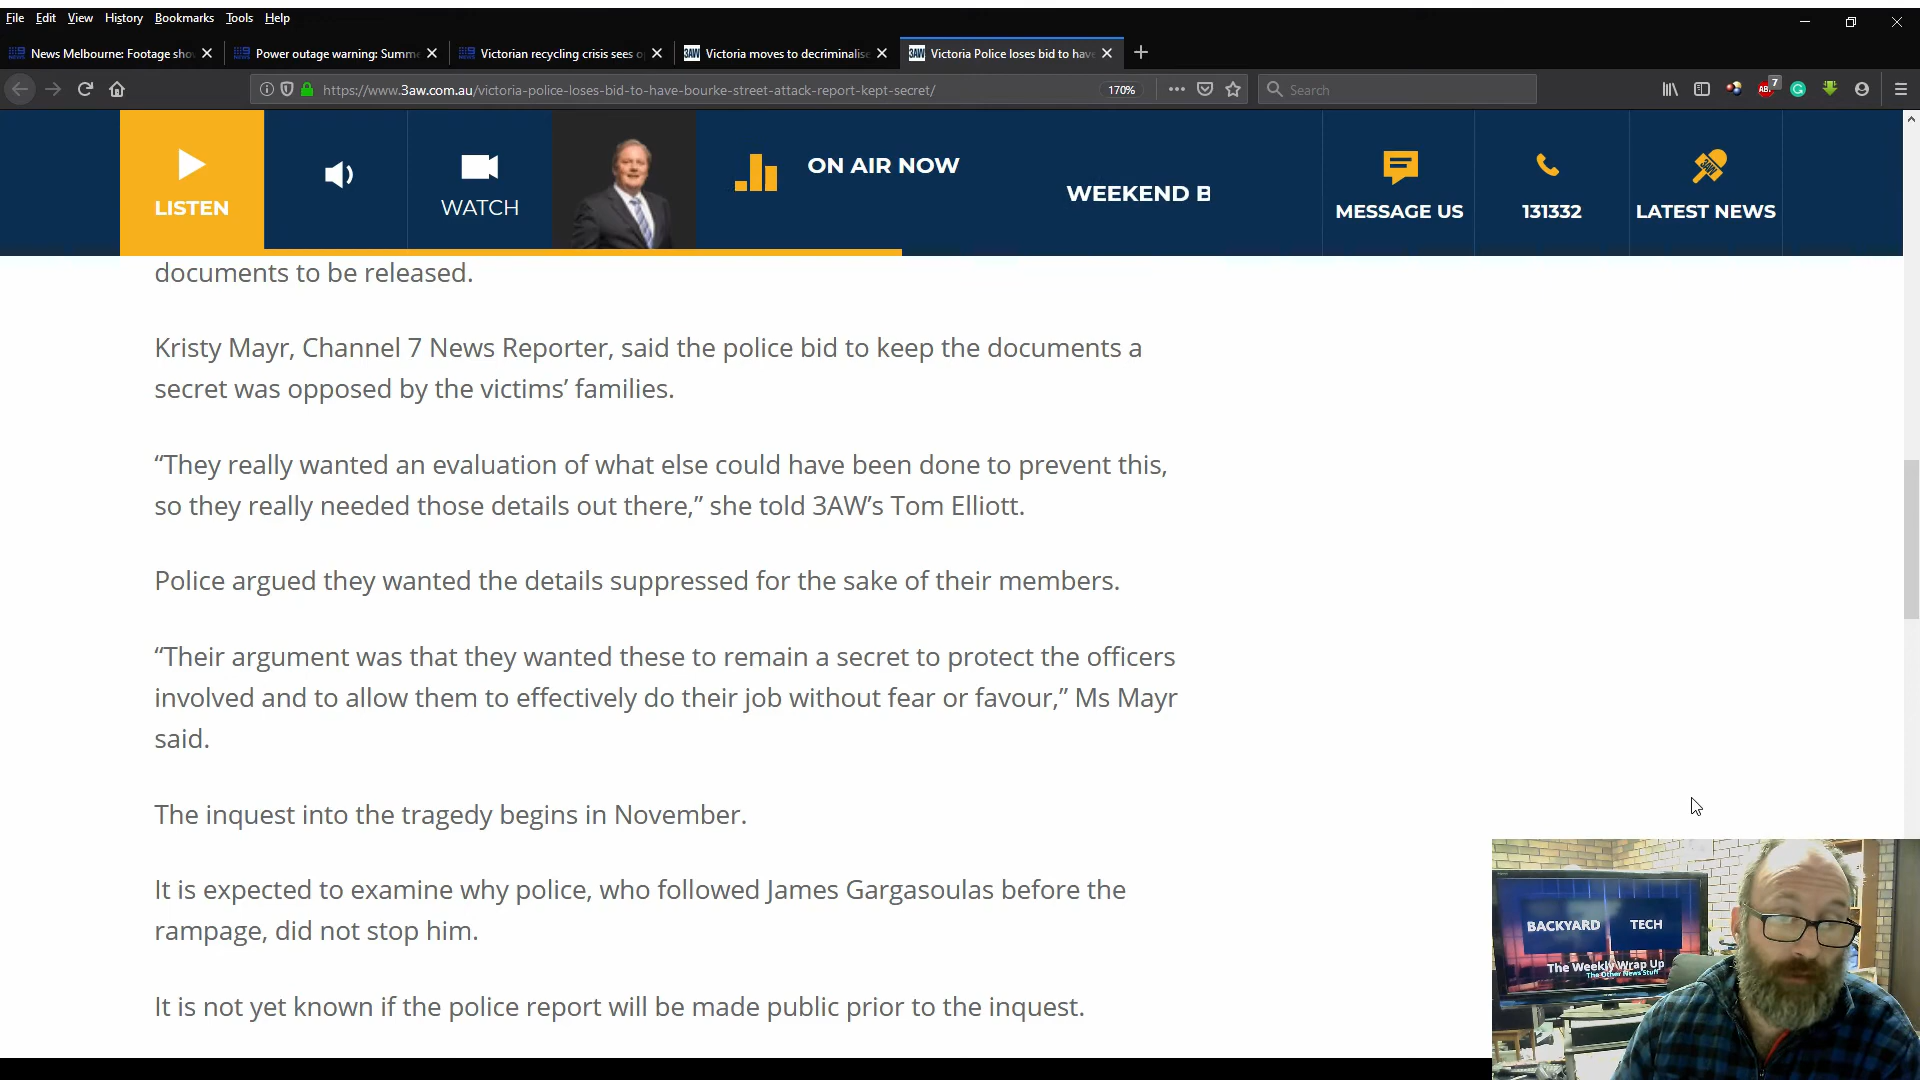 File Edit View History Bookmarks Tools Help
News Melbourne: Footage sho
Power outage warning: Summ
Victorian recycling crisis sees o
3AW Victoria moves to decriminalise
3AW Victoria Police loses bid to have
https://www.3aw.com.au/victoria-police-loses-bid-to-have-bourke-street-attack-report-kept-secret/
170%
Search
7
LISTEN
WATCH
ON AIR NOW
WEEKEND B
MESSAGE US
131332
LATEST NEWS
documents to be released.
Kristy Mayr, Channel 7 News Reporter, said the police bid to keep the documents a
secret was opposed by the victims’ families.
“They really wanted an evaluation of what else could have been done to prevent this,
so they really needed those details out there,” she told 3AW’s Tom Elliott.
Police argued they wanted the details suppressed for the sake of their members.
“Their argument was that they wanted these to remain a secret to protect the officers
involved and to allow them to effectively do their job without fear or favour,” Ms Mayr
said.
The inquest into the tragedy begins in November.
It is expected to examine why police, who followed James Gargasoulas before the
rampage, did not stop him.
It is not yet known if the police report will be made public prior to the inquest.
BACKYARD TECH
The Weekly Wrap Up
The Other News Stuff